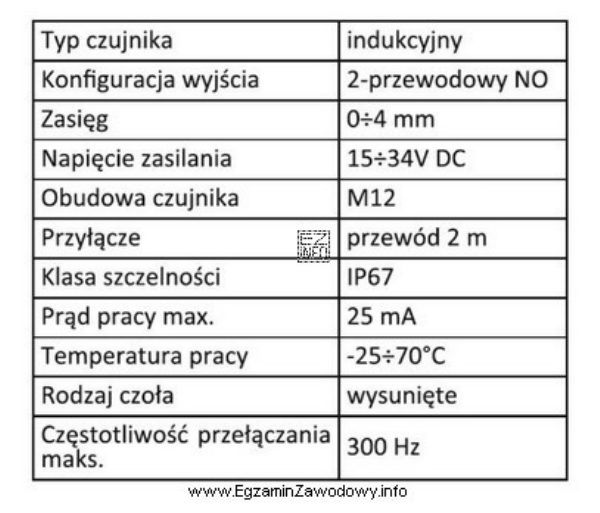 Typ czujnika indukcyjny
Konfiguracja wyjścia 2-przewodowy NO
Zasięg 0÷4 mm
Napięcie zasilania 15÷34V DC
Obudowa czujnika M12
Przyłącze przewód 2 m
EZ
INFO
Klasa szczelności IP67
Prąd pracy max. 25 mA
Temperatura pracy -25÷70°C
Rodzaj czoła wysunięte
Częstotliwość przełączania
maks. 300 Hz
www.EgzaminZawodowy.info